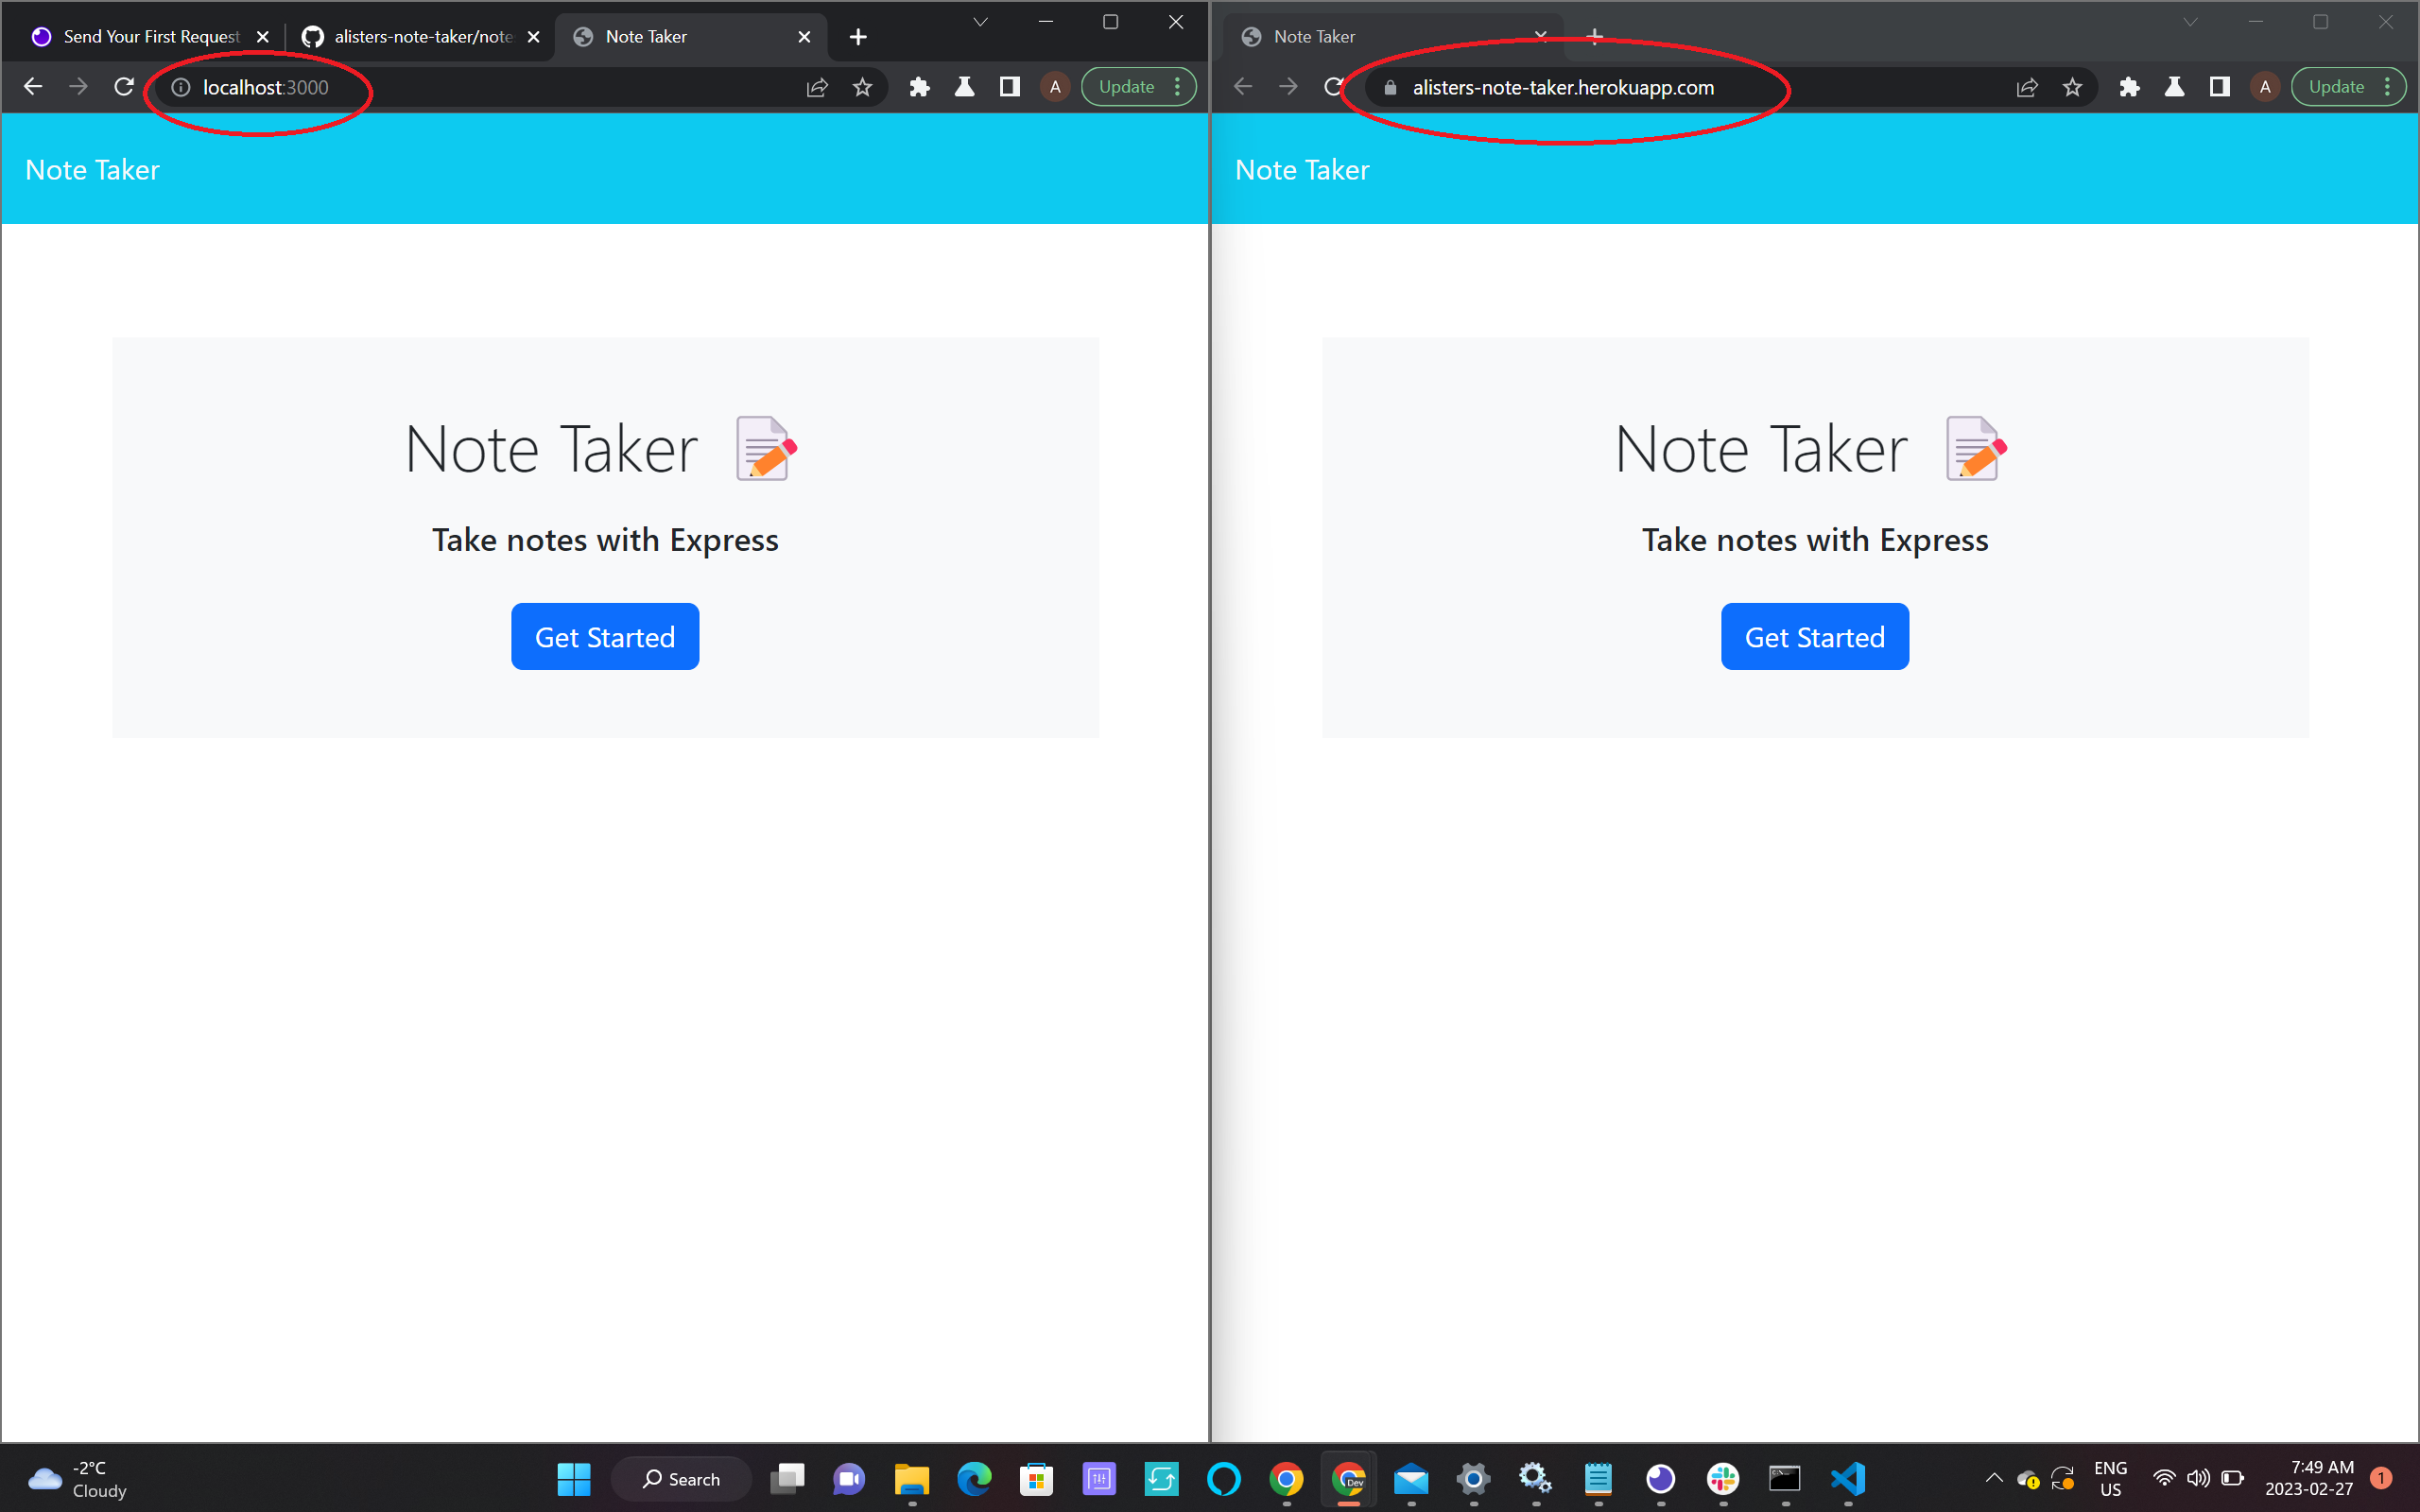 Send Your First Request
alisters-note-taker/note
Note Taker
localhost:3000
A
Update
Note Taker
Note Taker
Take notes with Express
Get Started
Note Taker
alisters-note-taker.herokuapp.com
A
Update
Note Taker
Note Taker
Take notes with Express
Get Started
-2°C
Cloudy
Search
Dev
ENG
US
7:49 AM
2023-02-27
1